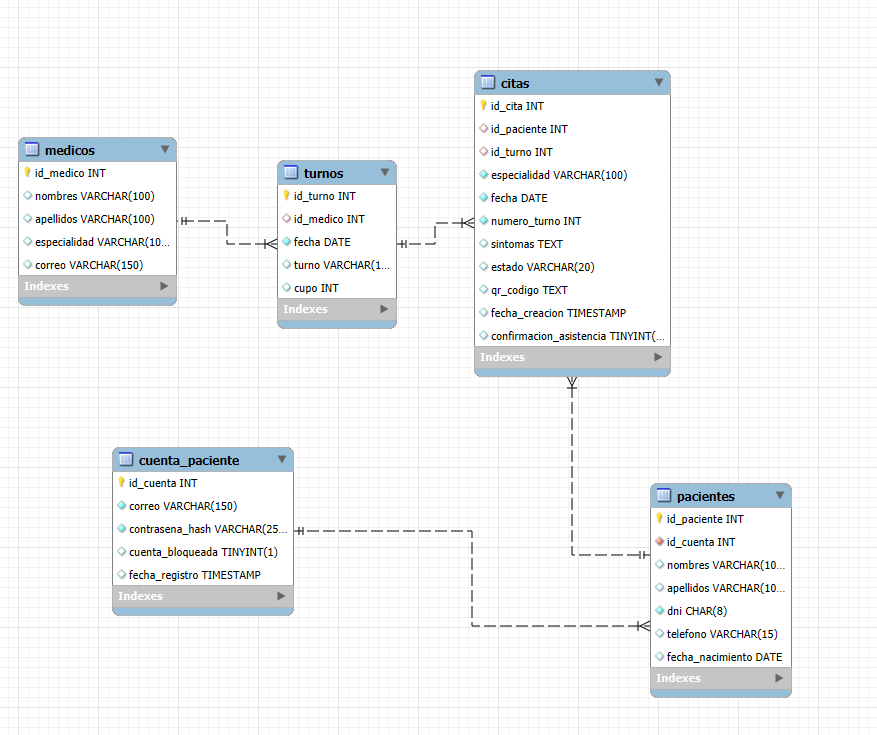 medicos
id_medico INT
nombres VARCHAR(100)
apellidos VARCHAR(100)
especialidad VARCHAR(10...
correo VARCHAR(150)
Indexes
turnos
id_turno INT
id_medico INT
fecha DATE
turno VARCHAR(1...
cupo INT
Indexes
citas
id_cita INT
id_paciente INT
id_turno INT
especialidad VARCHAR(100)
fecha DATE
numero_turno INT
sintomas TEXT
estado VARCHAR(20)
qr_codigo TEXT
fecha_creacion TIMESTAMP
confirmacion_asistencia TINYINT(...
Indexes
cuenta_paciente
id_cuenta INT
correo VARCHAR(150)
contrasena_hash VARCHAR(25...
cuenta_bloqueada TINYINT(1)
fecha_registro TIMESTAMP
Indexes
pacientes
id_paciente INT
id_cuenta INT
nombres VARCHAR(10...
apellidos VARCHAR(10...
dni CHAR(8)
telefono VARCHAR(15)
fecha_nacimiento DATE
Indexes